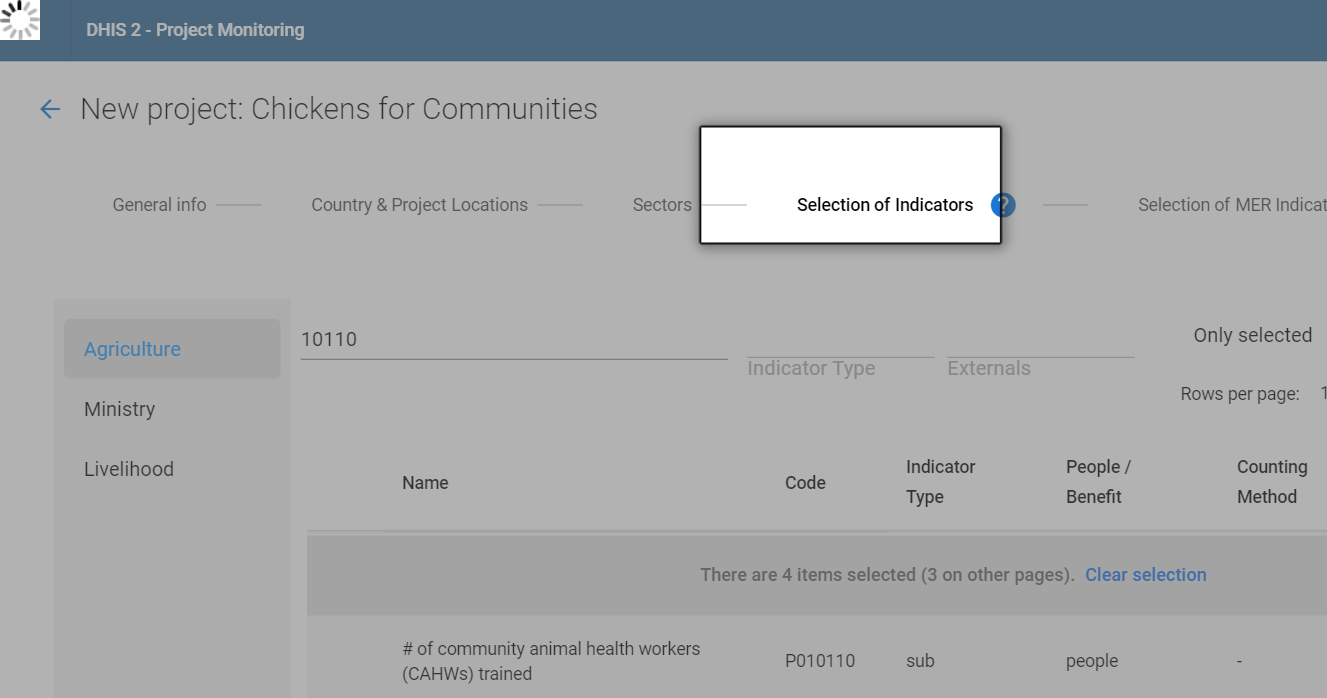 DHIS 2 - Project Monitoring
New project: Chickens for Communities
General info
Country & Project Locations
Sectors
Selection of Indicators
?
Selection of MER Indicat
Agriculture
Ministry
Livelihood
10110
Indicator Type
Externals
Only selected
Rows per page: 1
Name
Code
Indicator
Type
People /
Benefit
Counting
Method
There are 4 items selected (3 on other pages). Clear selection
# of community animal health workers
(CAHWs) trained
P010110
sub
people
-